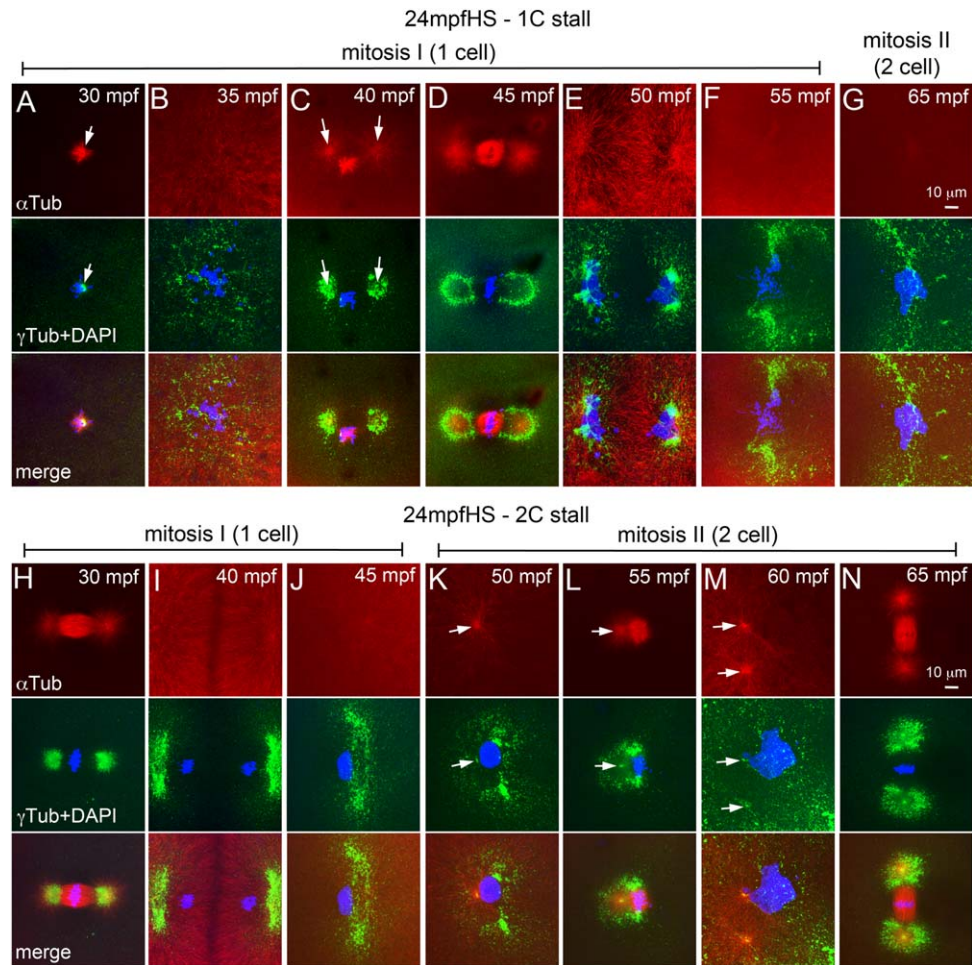 24mpfHS - 1C stall
mitosis I (1 cell)
mitosis II
(2 cell)
A 30 mpf
B 35 mpf
C 40 mpf
D 45 mpf
E 50 mpf
F 55 mpf
G 65 mpf
αTub
10 µm
γTub+DAPI
merge
24mpfHS - 2C stall
mitosis I (1 cell)
mitosis II (2 cell)
H 30 mpf
I 40 mpf
J 45 mpf
K 50 mpf
L 55 mpf
M 60 mpf
N 65 mpf
αTub
10 µm
γTub+DAPI
merge